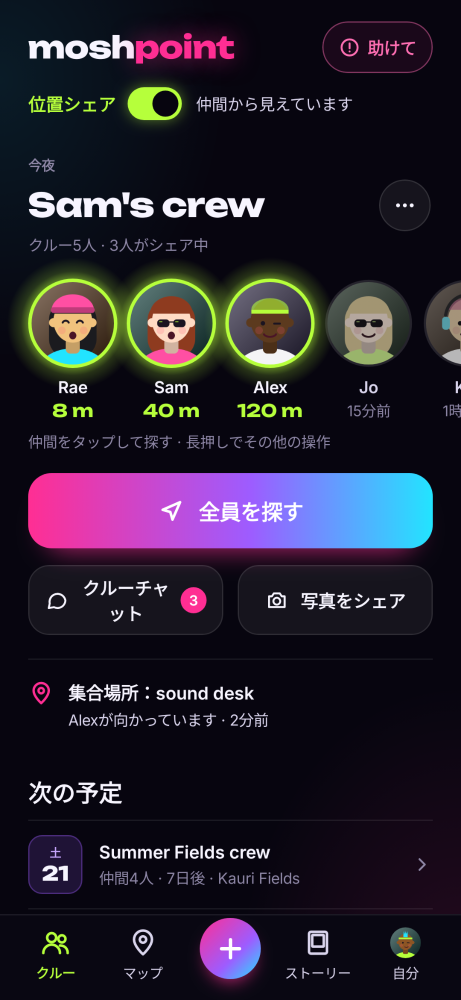 moshpoint
助けて
位置シェア
仲間から見えています
今夜
Sam's crew
クルー5人 · 3人がシェア中
Rae
8 m
Sam
40 m
Alex
120 m
Jo
15分前
仲間をタップして探す · 長押しでその他の操作
全員を探す
クルーチャ
ット
3
写真をシェア
集合場所：sound desk
Alexが向かっています · 2分前
次の予定
土
21
Summer Fields crew
仲間4人 · 7日後 · Kauri Fields
クルー
マップ
ストーリー
自分